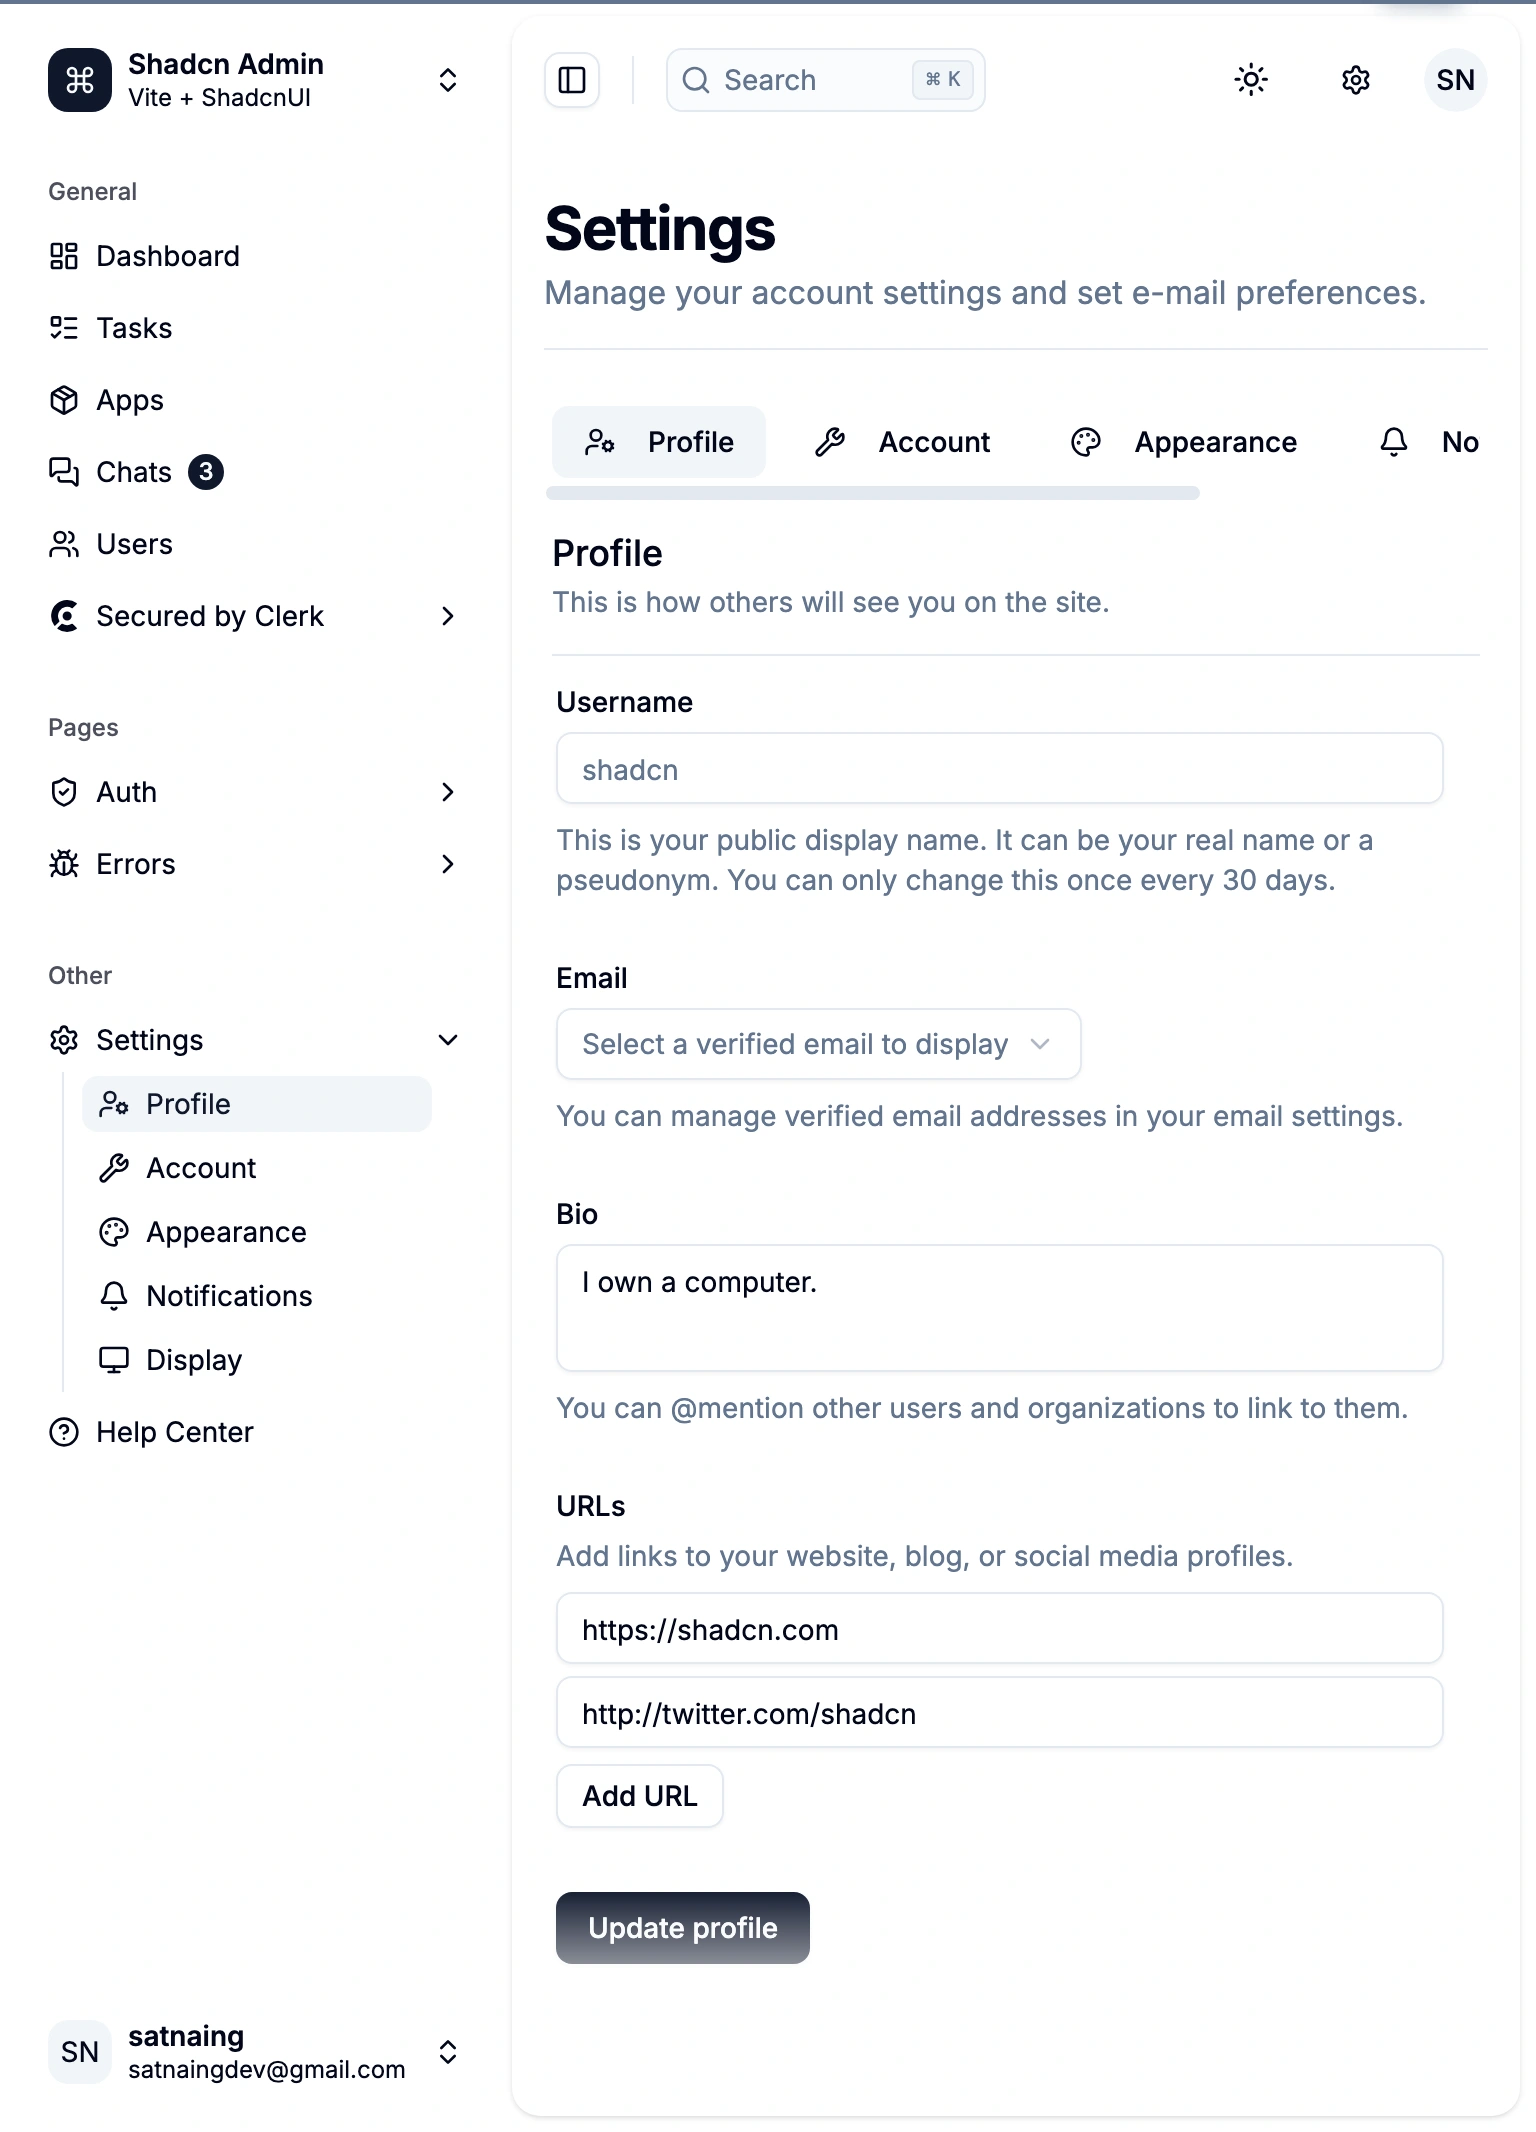 Shadcn Admin
Vite + ShadcnUI
General
Dashboard
Tasks
Apps
Chats 3
Users
Secured by Clerk
Pages
Auth
Errors
Other
Settings
Profile
Account
Appearance
Notifications
Display
Help Center
SN
satnaing
satnaingdev@gmail.com
Search ⌘ K
SN
Settings
Manage your account settings and set e-mail preferences.
Profile Account Appearance No
Profile
This is how others will see you on the site.
Username
shadcn
This is your public display name. It can be your real name or a
pseudonym. You can only change this once every 30 days.
Email
Select a verified email to display
You can manage verified email addresses in your email settings.
Bio
I own a computer.
You can @mention other users and organizations to link to them.
URLs
Add links to your website, blog, or social media profiles.
https://shadcn.com
http://twitter.com/shadcn
Add URL
Update profile